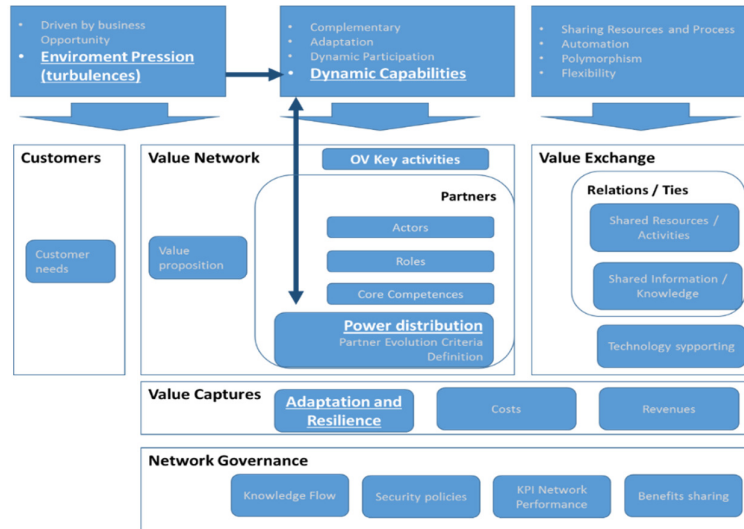 • Driven by business
Opportunity
• Enviroment Pression
(turbulences)
• Complementary
• Adaptation
• Dynamic Participation
• Dynamic Capabilities
• Sharing Resources and Process
• Automation
• Polymorphism
• Flexibility
Customers
Customer
needs
Value Network
OV Key activities
Value
proposition
Partners
Actors
Roles
Core Competences
Power distribution
Partner Evolution Criteria
Definition
Value Exchange
Relations / Ties
Shared Resources /
Activities
Shared Information /
Knowledge
Technology sypporting
Value Captures
Adaptation and
Resilience
Costs
Revenues
Network Governance
Knowledge Flow
Security policies
KPI Network
Performance
Benefits sharing